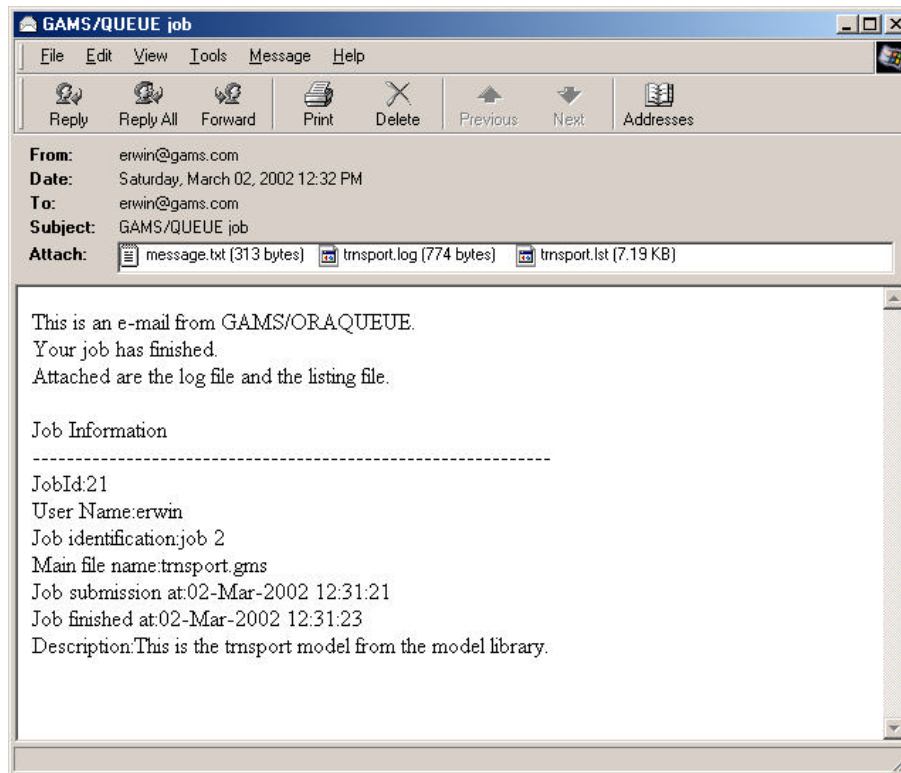 GAMS/QUEUE job
File Edit View Tools Message Help
Reply Reply All Forward Print Delete Previous Next Addresses
From: erwin@gams.com
Date: Saturday, March 02, 2002 12:32 PM
To: erwin@gams.com
Subject: GAMS/QUEUE job
Attach: message.txt (313 bytes) trnsport.log (774 bytes) trnsport.lst (7.19 KB)
This is an e-mail from GAMS/ORAQUEUE.
Your job has finished.
Attached are the log file and the listing file.
Job Information
-------------------------------------------------------------
JobId:21
User Name:erwin
Job identification:job 2
Main file name:trnsport.gms
Job submission at:02-Mar-2002 12:31:21
Job finished at:02-Mar-2002 12:31:23
Description:This is the trnsport model from the model library.